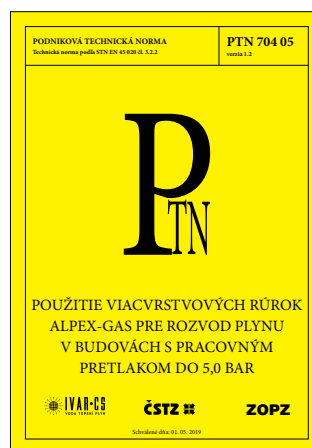 PODNIKOVÁ TECHNICKÁ NORMA
Technická norma podľa STN EN 45 020 čl. 3.2.2
PTN 704 05
verzia 1.2
PTN
POUŽITIE VIACVRSTVOVÝCH RÚROK
ALPEX-GAS PRE ROZVOD PLYNU
V BUDOVÁCH S PRACOVNÝM
PRETLAKOM DO 5,0 BAR
IVAR-CS
VODA TOPENI PLYN
ČSTZ
ZOPZ
Schválené dňa: 01. 05. 2019